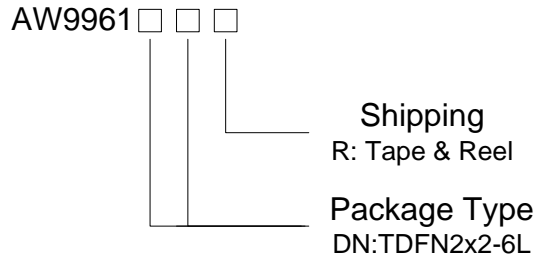 AW9961
Shipping
R: Tape & Reel
Package Type
DN:TDFN2x2-6L